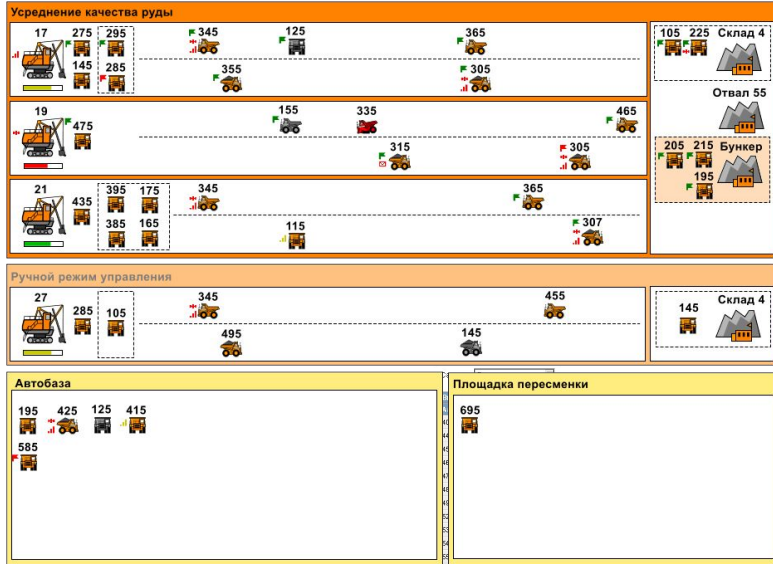 Усреднение качества руды
17 275 295 345 125 365 105 225 Склад 4
145 285 355 305
Отвал 55
19 475 155 335 465
315 305
205 215 Бункер
195
21 435 395 175 345 365
385 165 115 307
Ручной режим управления
27 285 105 345 455 145 Склад 4
495 145
Автобаза
195 425 125 415
585
Площадка пересменки
695